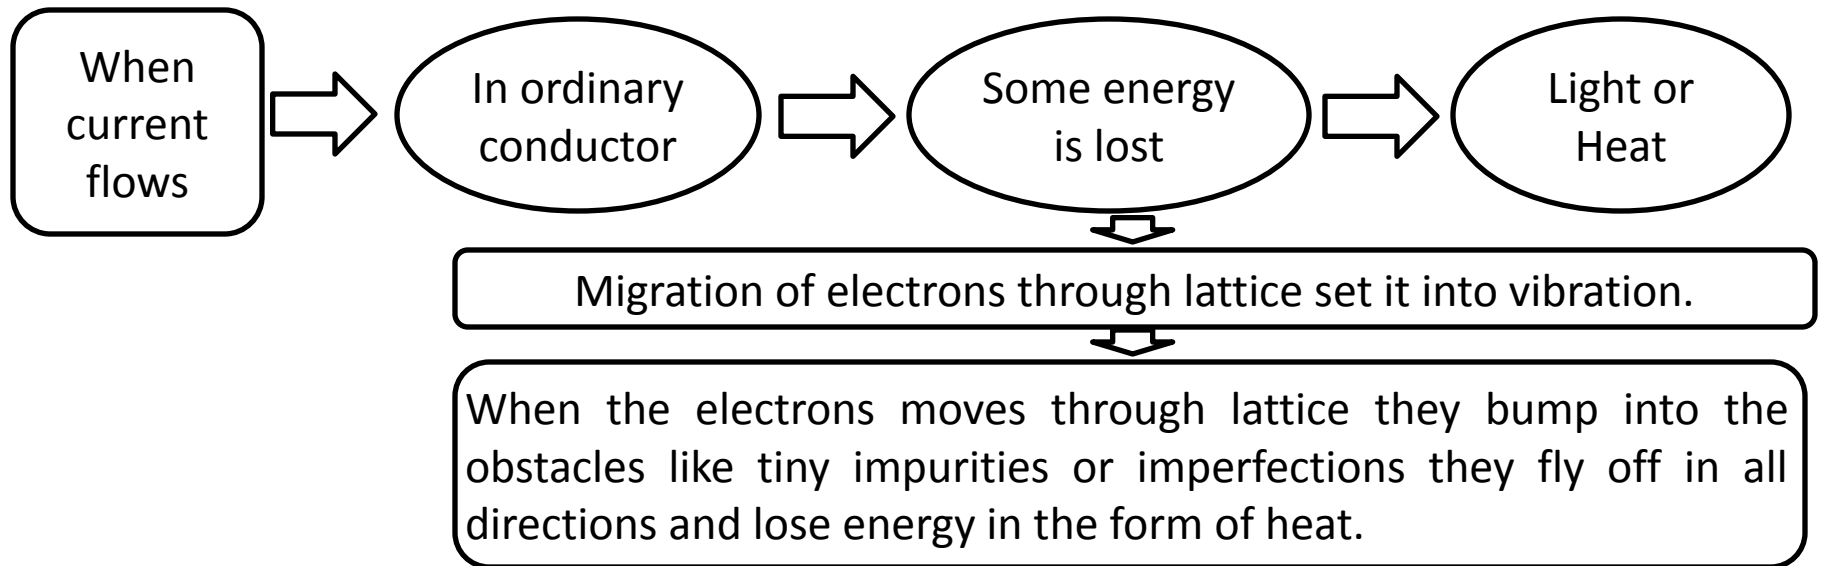 When
current
flows
In ordinary
conductor
Some energy
is lost
Light or
Heat
Migration of electrons through lattice set it into vibration.
When the electrons moves through lattice they bump into the
obstacles like tiny impurities or imperfections they fly off in all
directions and lose energy in the form of heat.